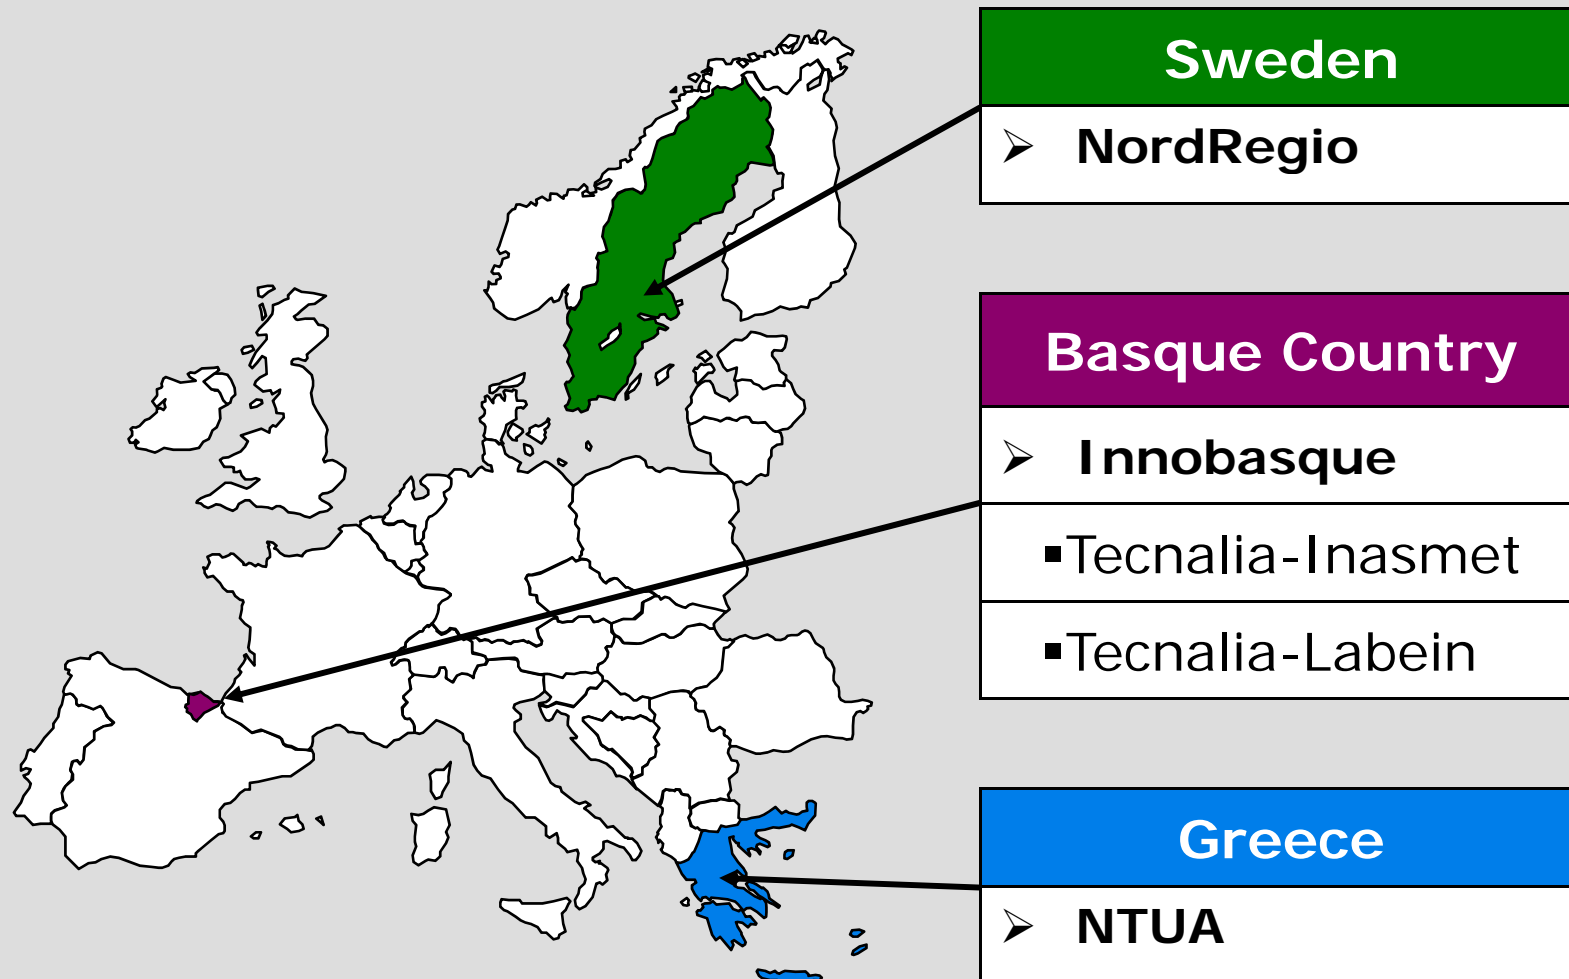 Sweden
➢ NordRegio
Basque Country
➢ Innobasque
▪Tecnalia-Inasmet
▪Tecnalia-Labein
Greece
➢ NTUA